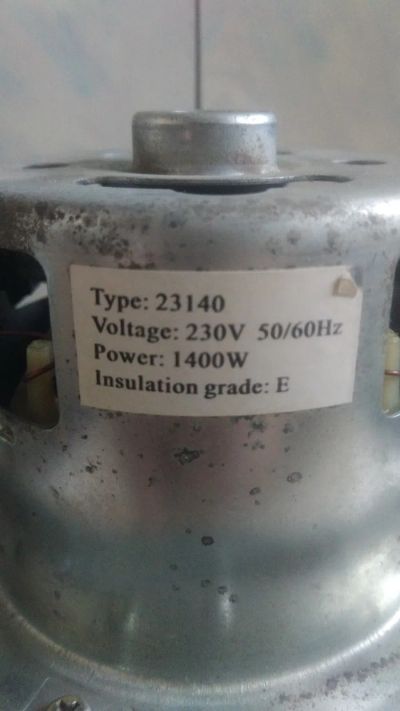 Type: 23140
Voltage: 230V 50/60Hz
Power: 1400W
Insulation grade: E